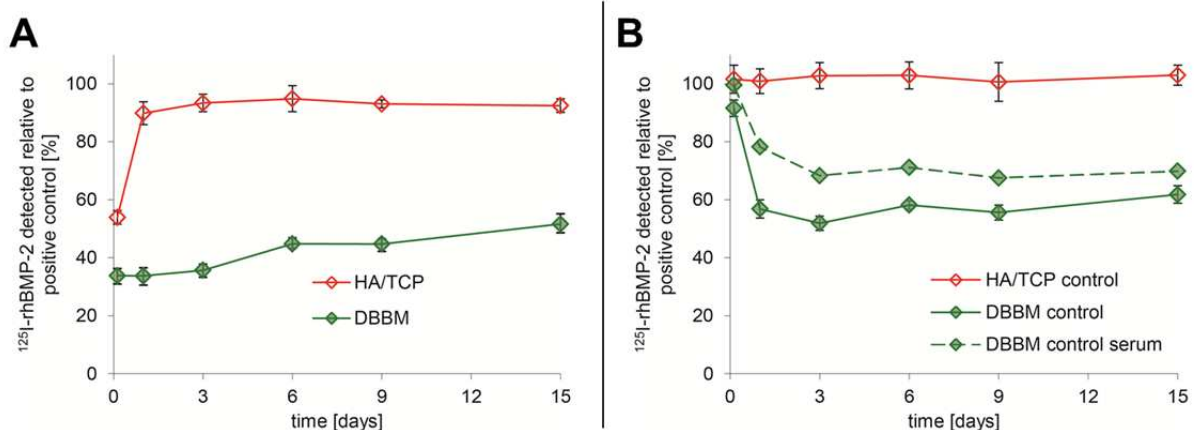 A
¹²⁵I-rhBMP-2 detected relative to
positive control [%]
100
80
60
40
20
0
HA/TCP
DBBM
0 3 6 9 12 15
time [days]
B
¹²⁵I-rhBMP-2 detected relative to
positive control [%]
100
80
60
40
20
0
HA/TCP control
DBBM control
DBBM control serum
0 3 6 9 12 15
time [days]